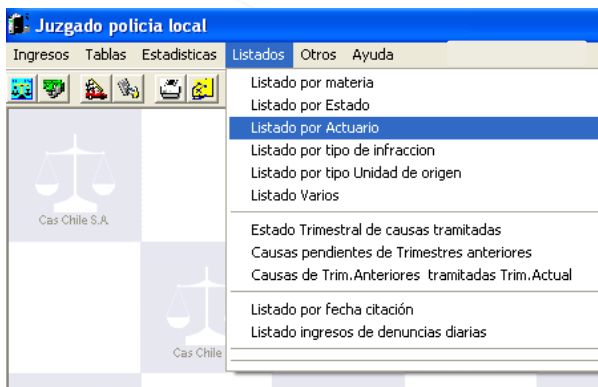 Juzgado policia local
Ingresos Tablas Estadisticas Listados Otros Ayuda
Listado por materia
Listado por Estado
Listado por Actuario
Listado por tipo de infraccion
Listado por tipo Unidad de origen
Listado Varios
Estado Trimestral de causas tramitadas
Causas pendientes de Trimestres anteriores
Causas de Trim.Anteriores tramitadas Trim.Actual
Listado por fecha citación
Listado ingresos de denuncias diarias
Cas Chile S.A.
Cas Chile